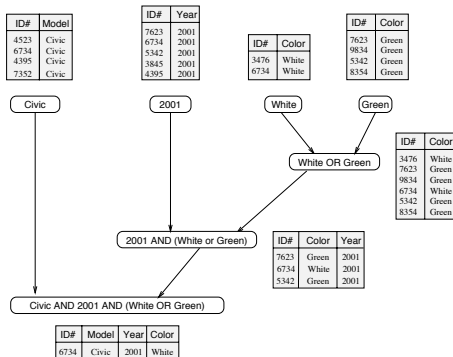 ID# Model
4523 Civic
6734 Civic
4395 Civic
7352 Civic
ID# Year
7623 2001
6734 2001
5342 2001
3845 2001
4395 2001
ID# Color
3476 White
6734 White
ID# Color
7623 Green
9834 Green
5342 Green
8354 Green
Civic
2001
White
Green
White OR Green
ID# Color
3476 White
7623 Green
9834 Green
6734 White
5342 Green
8354 Green
2001 AND (White or Green)
ID# Color Year
7623 Green 2001
6734 White 2001
5342 Green 2001
Civic AND 2001 AND (White OR Green)
ID# Model Year Color
6734 Civic 2001 White